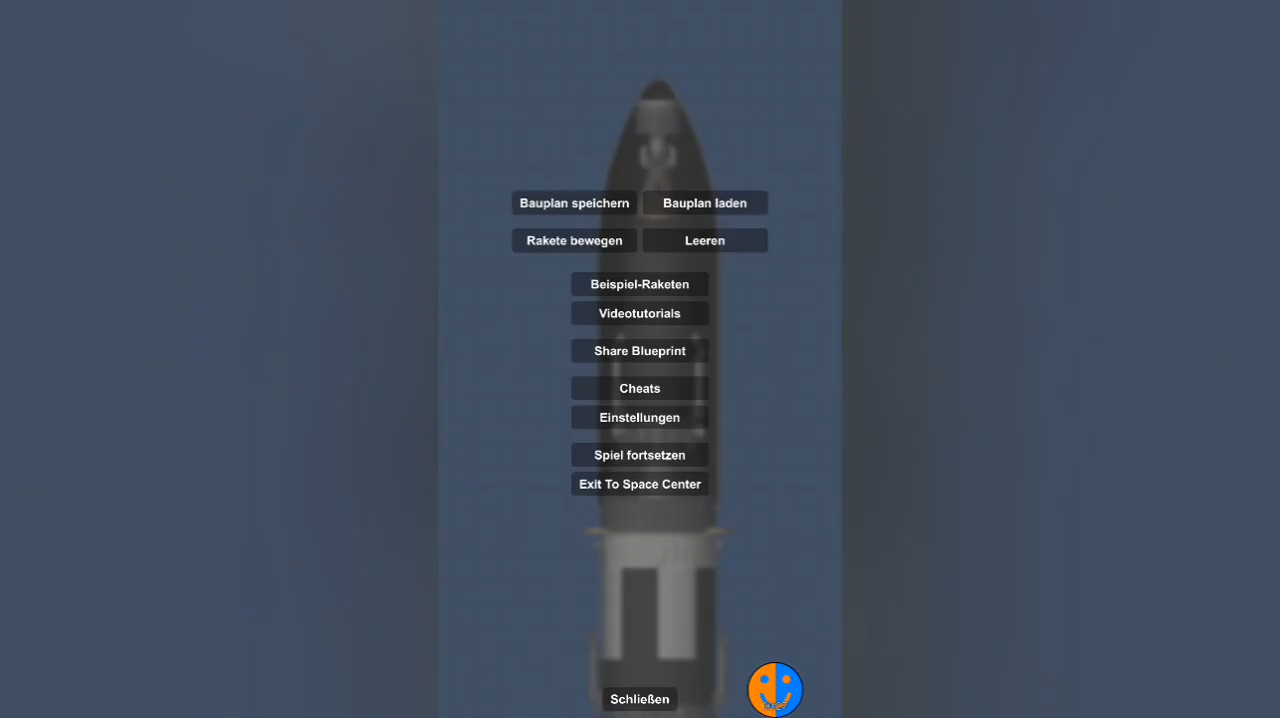 Bauplan speichern Bauplan laden
Rakete bewegen Leeren
Beispiel-Raketen
Videotutorials
Share Blueprint
Cheats
Einstellungen
Spiel fortsetzen
Exit To Space Center
Schließen